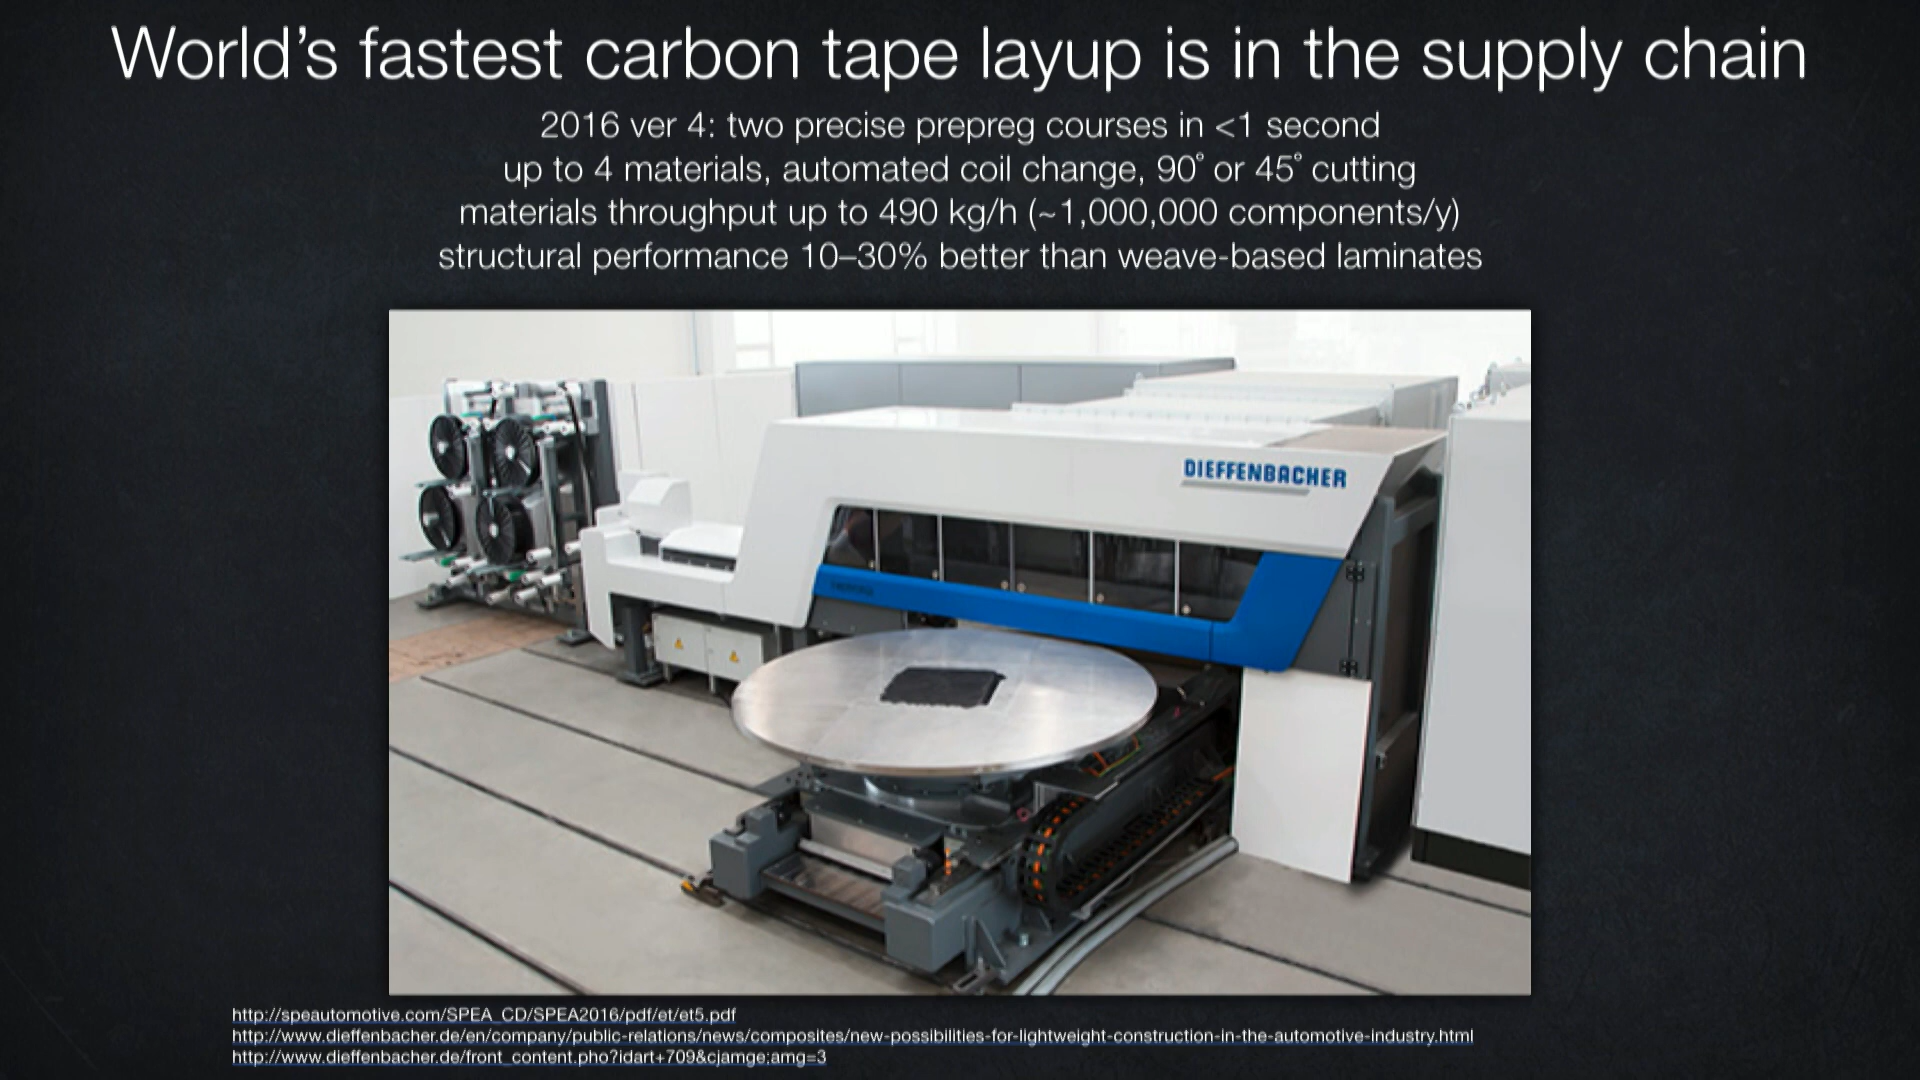 World’s fastest carbon tape layup is in the supply chain
2016 ver 4: two precise prepreg courses in <1 second
up to 4 materials, automated coil change, 90° or 45° cutting
materials throughput up to 490 kg/h (~1,000,000 components/y)
structural performance 10–30% better than weave-based laminates
DIEFFENBACHER
http://speautomotive.com/SPEA_CD/SPEA2016/pdf/et/et5.pdf
http://www.dieffenbacher.de/en/company/public-relations/news/composites/new-possibilities-for-lightweight-construction-in-the-automotive-industry.html
http://www.dieffenbacher.de/front_content.pho?idart+709&cjamge;amg=3